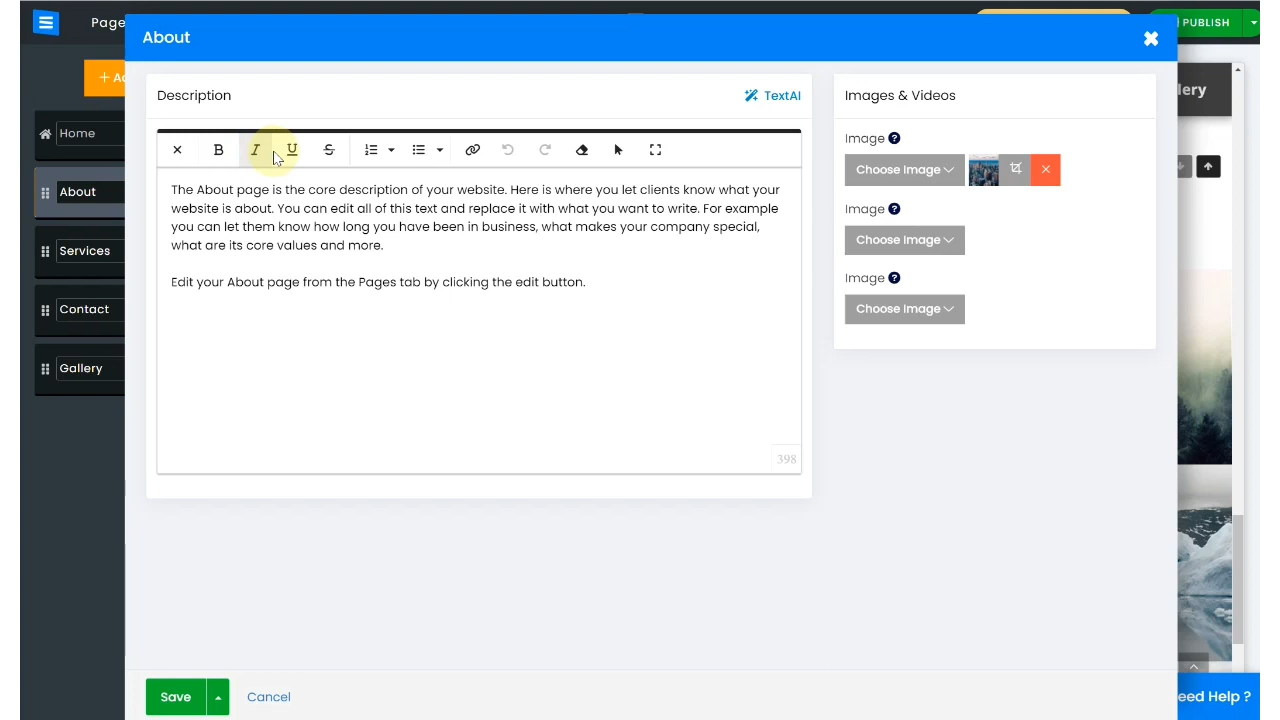 Page
PUBLISH
About
+ A
Description
TextAI
Images & Videos
lery
Home
Image ?
B I U S
Choose Image
The About page is the core description of your website. Here is where you let clients know what your
website is about. You can edit all of this text and replace it with what you want to write. For example
you can let them know how long you have been in business, what makes your company special,
what are its core values and more.
Edit your About page from the Pages tab by clicking the edit button.
About
Image ?
Choose Image
Services
Image ?
Choose Image
Contact
Gallery
398
Save
Cancel
eed Help ?